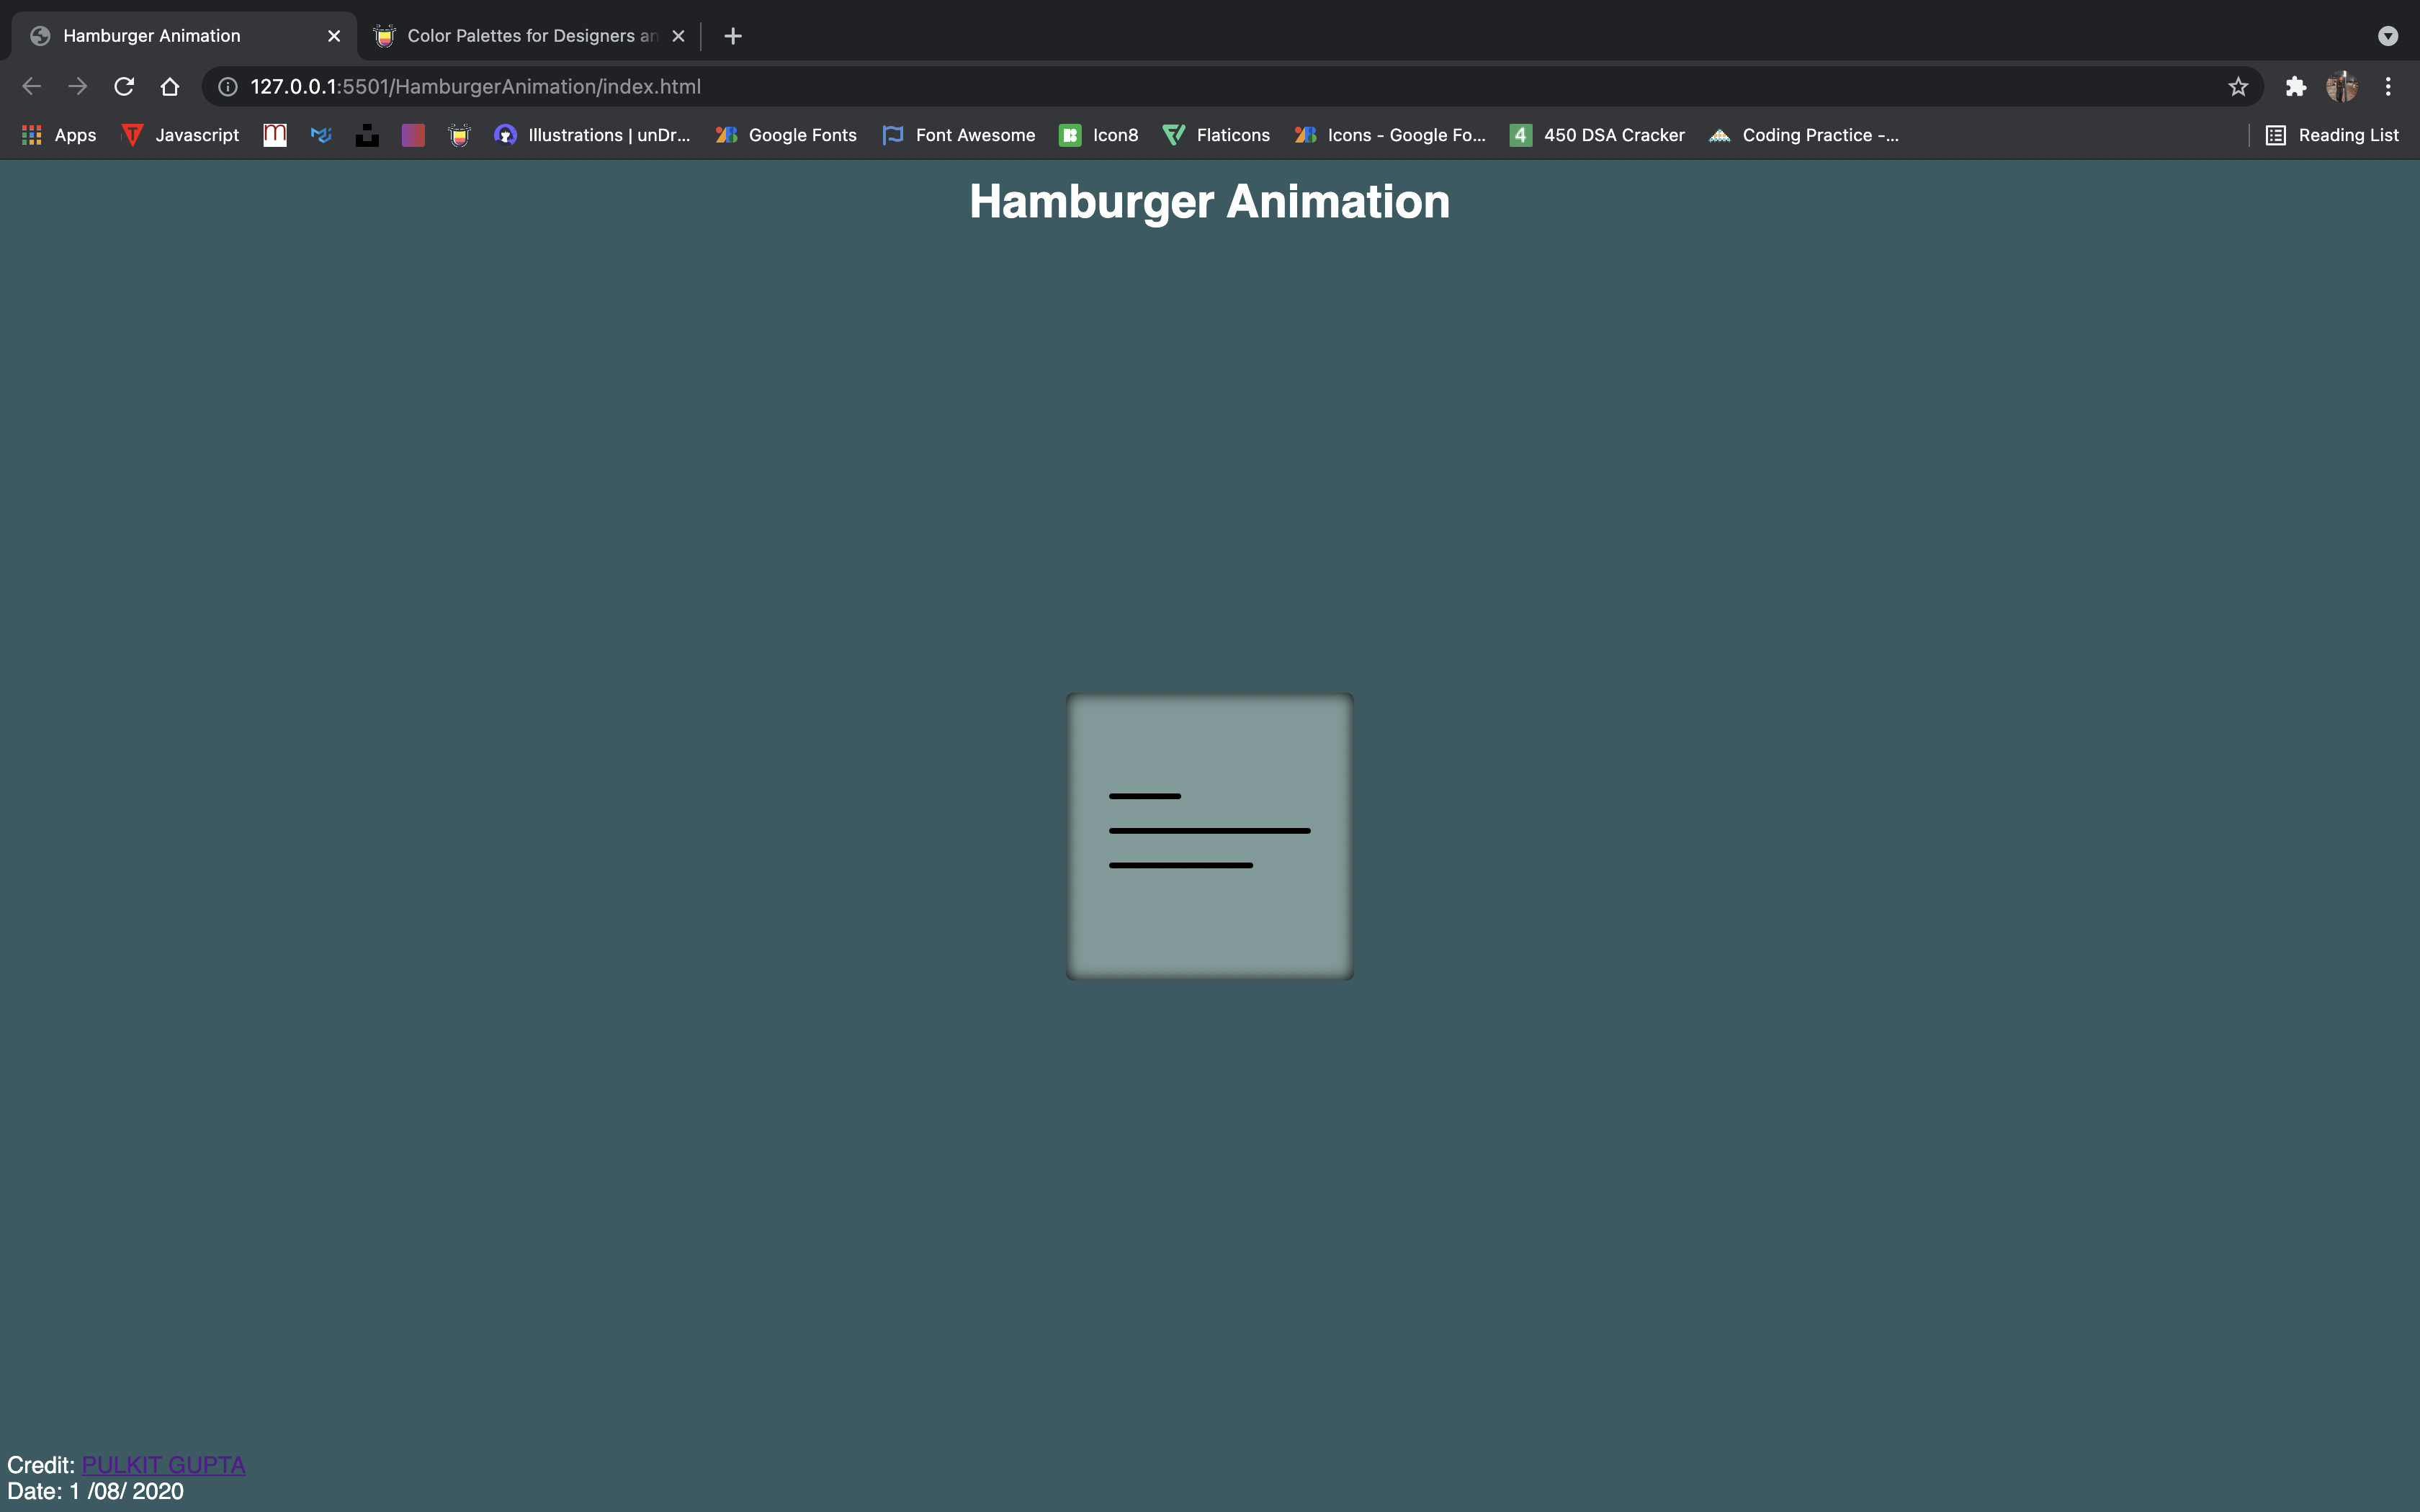 Hamburger Animation
Color Palettes for Designers an
127.0.0.1:5501/HamburgerAnimation/index.html
Apps Javascript Illustrations | unDr... Google Fonts Font Awesome Icon8 Flaticons Icons - Google Fo... 4 450 DSA Cracker Coding Practice -... Reading List
Hamburger Animation
Credit: PULKIT GUPTA
Date: 1 /08/ 2020